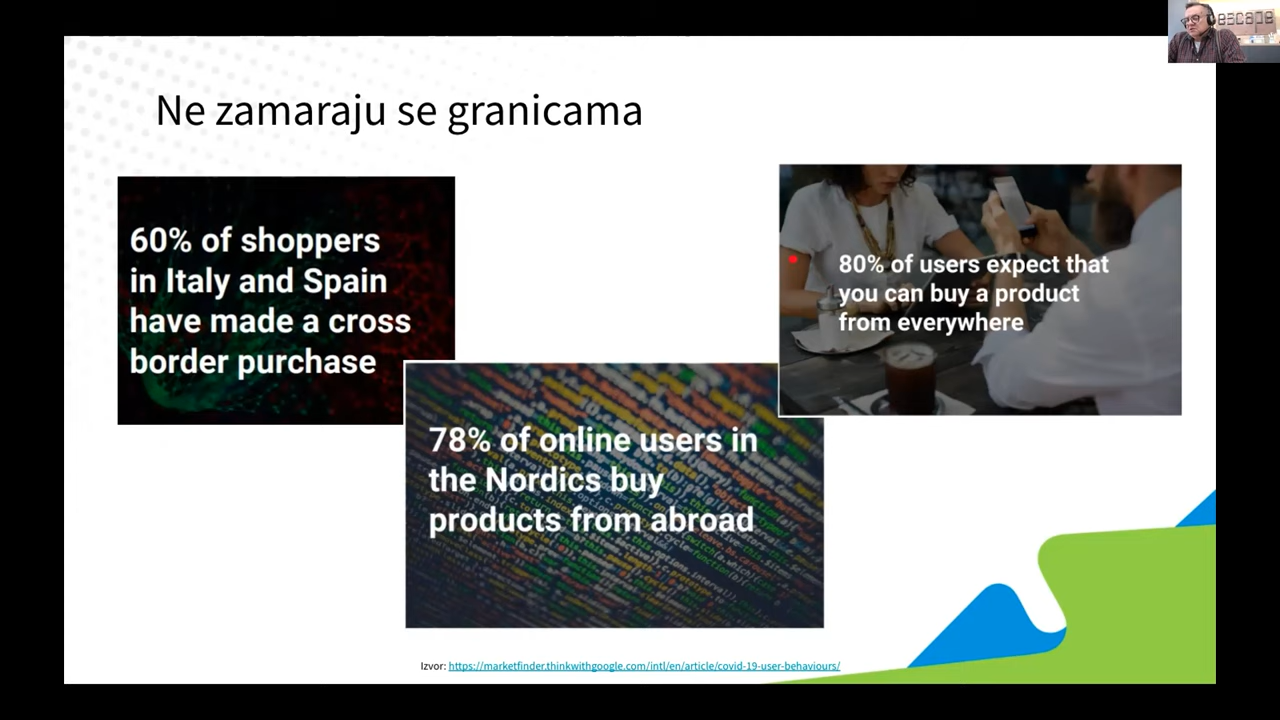 escape
Ne zamaraju se granicama
60% of shoppers
in Italy and Spain
have made a cross
border purchase
80% of users expect that
you can buy a product
from everywhere
78% of online users in
the Nordics buy
products from abroad
Izvor: https://marketfinder.thinkwithgoogle.com/intl/en/article/covid-19-user-behaviours/